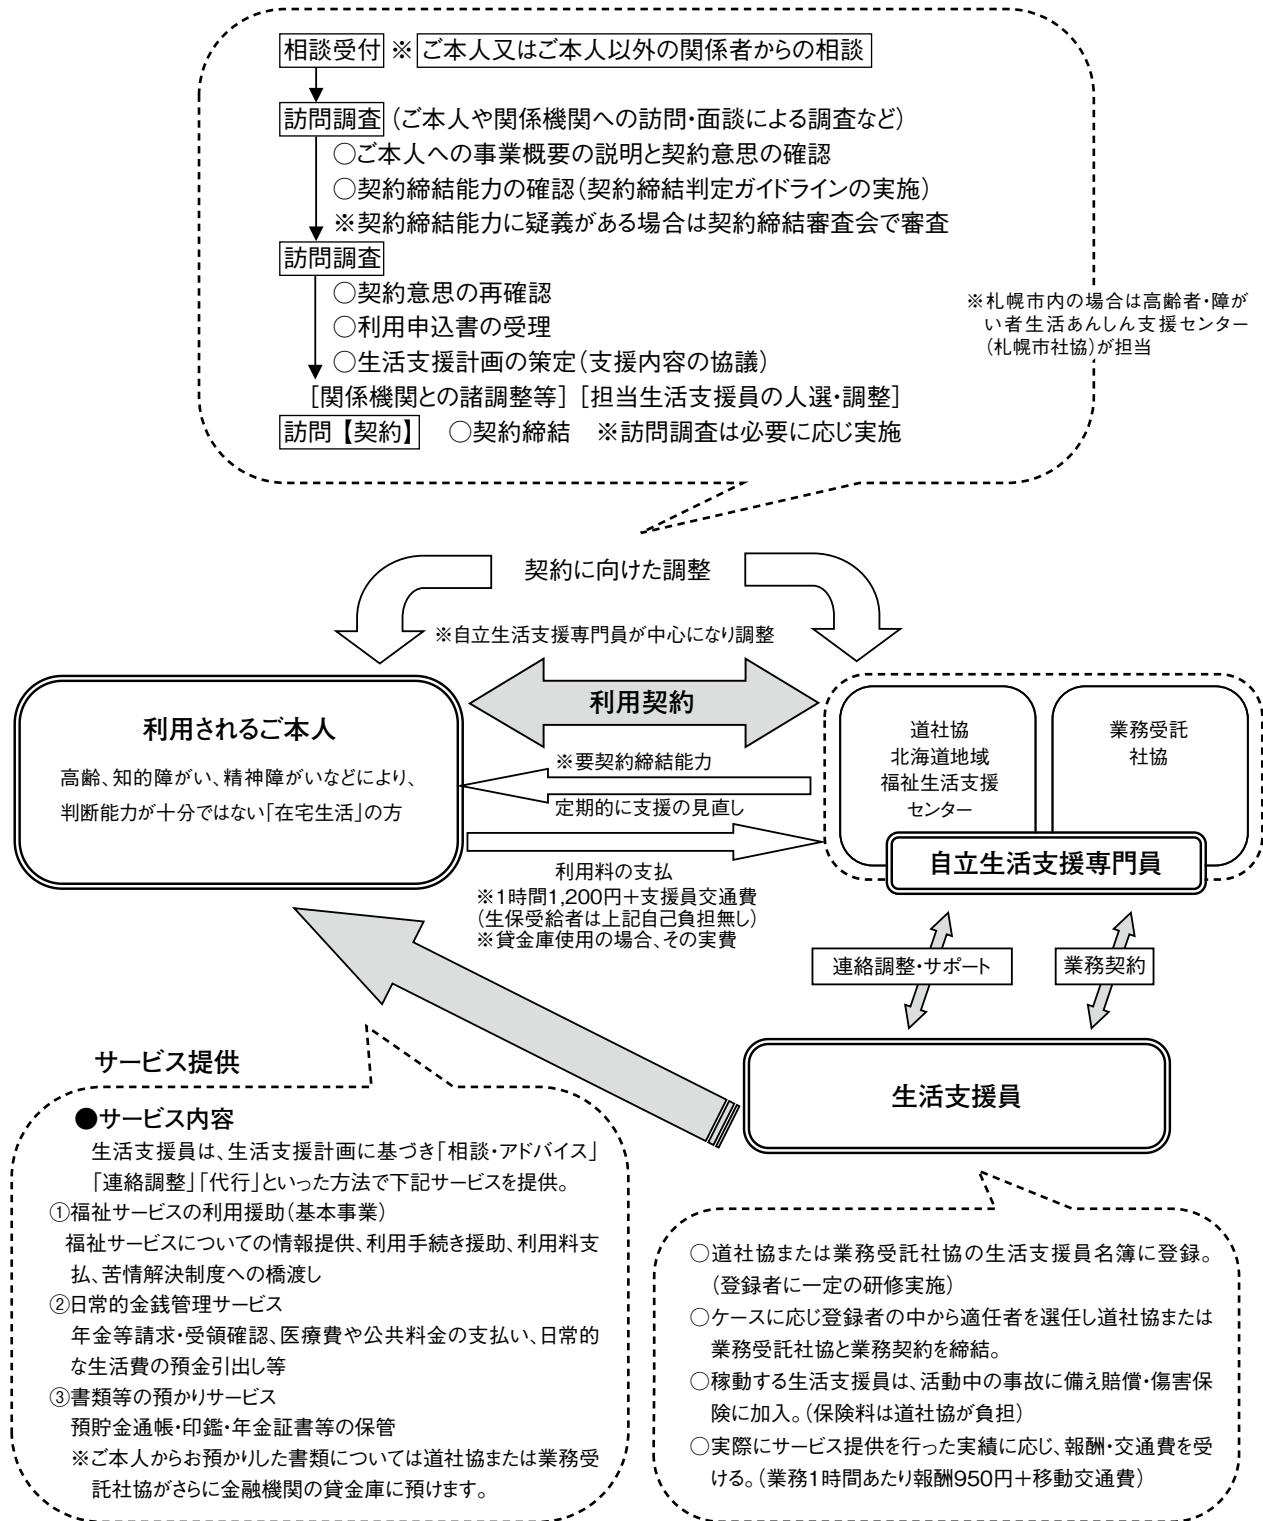 相談受付 ※ ご本人又はご本人以外の関係者からの相談
訪問調査 (ご本人や関係機関への訪問・面談による調査など)
○ご本人への事業概要の説明と契約意思の確認
○契約締結能力の確認(契約締結判定ガイドラインの実施)
※契約締結能力に疑義がある場合は契約締結審査会で審査
訪問調査
○契約意思の再確認
○利用申込書の受理
○生活支援計画の策定(支援内容の協議)
[関係機関との諸調整等] [担当生活支援員の人選・調整]
訪問【契約】 ○契約締結 ※訪問調査は必要に応じ実施
※札幌市内の場合は高齢者・障が
い者生活あんしん支援センター
(札幌市社協)が担当
契約に向けた調整
※自立生活支援専門員が中心になり調整
利用契約
利用されるご本人
高齢、知的障がい、精神障がいなどにより、
判断能力が十分ではない「在宅生活」の方
※要契約締結能力
定期的に支援の見直し
利用料の支払
※1時間1,200円+支援員交通費
(生保受給者は上記自己負担無し)
※貸金庫使用の場合、その実費
道社協
北海道地域
福祉生活支援
センター
業務受託
社協
自立生活支援専門員
連絡調整・サポート
業務契約
生活支援員
サービス提供
●サービス内容
生活支援員は、生活支援計画に基づき「相談・アドバイス」
「連絡調整」「代行」といった方法で下記サービスを提供。
①福祉サービスの利用援助(基本事業)
福祉サービスについての情報提供、利用手続き援助、利用料支
払、苦情解決制度への橋渡し
②日常的金銭管理サービス
年金等請求・受領確認、医療費や公共料金の支払い、日常的
な生活費の預金引出し等
③書類等の預かりサービス
預貯金通帳・印鑑・年金証書等の保管
※ご本人からお預かりした書類については道社協または業務受
託社協がさらに金融機関の貸金庫に預けます。
○道社協または業務受託社協の生活支援員名簿に登録。
(登録者に一定の研修実施)
○ケースに応じ登録者の中から適任者を選任し道社協または
業務受託社協と業務契約を締結。
○稼動する生活支援員は、活動中の事故に備え賠償・傷害保
険に加入。(保険料は道社協が負担)
○実際にサービス提供を行った実績に応じ、報酬・交通費を受
ける。(業務1時間あたり報酬950円+移動交通費)